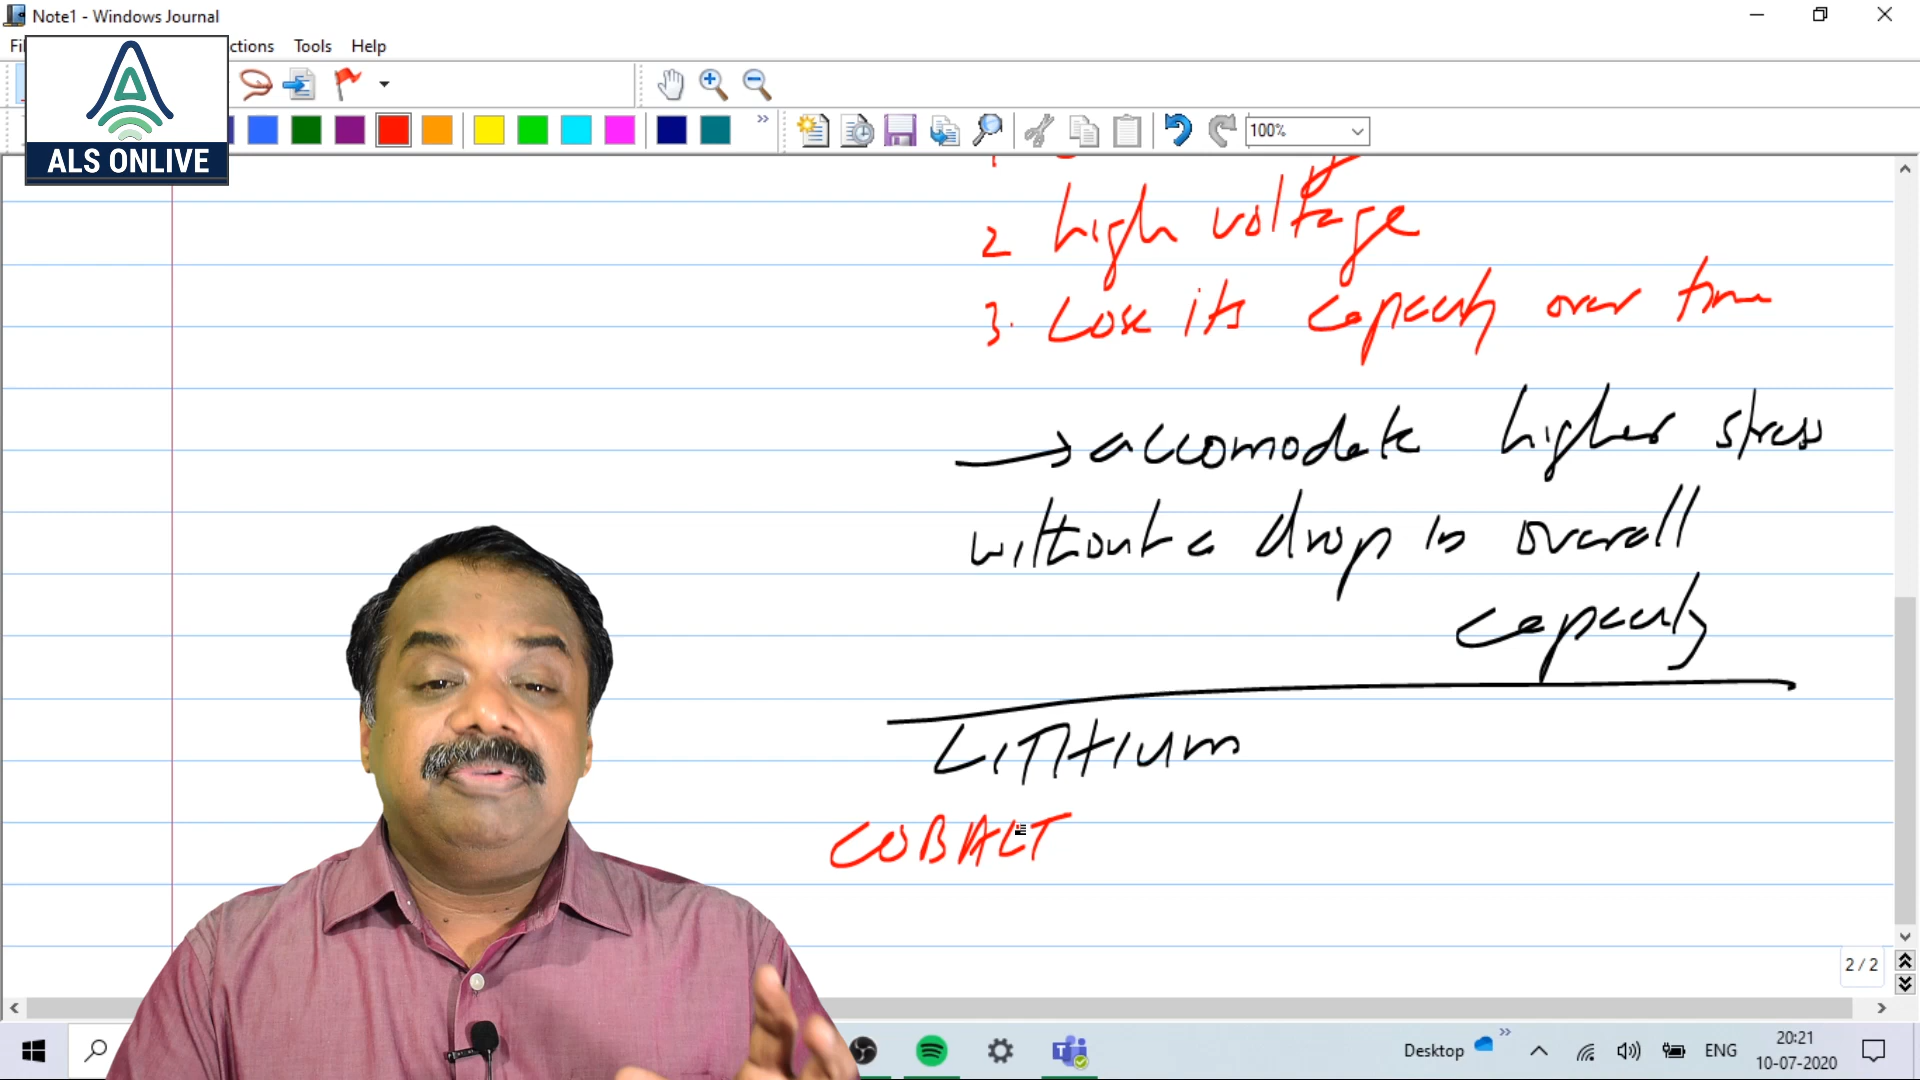 Note1 - Windows Journal
ctions Tools Help
ALS ONLIVE
100%
2 high voltage
3. Lose its capacity over time
→ accomodate higher stress
without a drop in overall
capacity
LITHIUM
COBALT
2 / 2
Desktop
ENG
20:21
10-07-2020